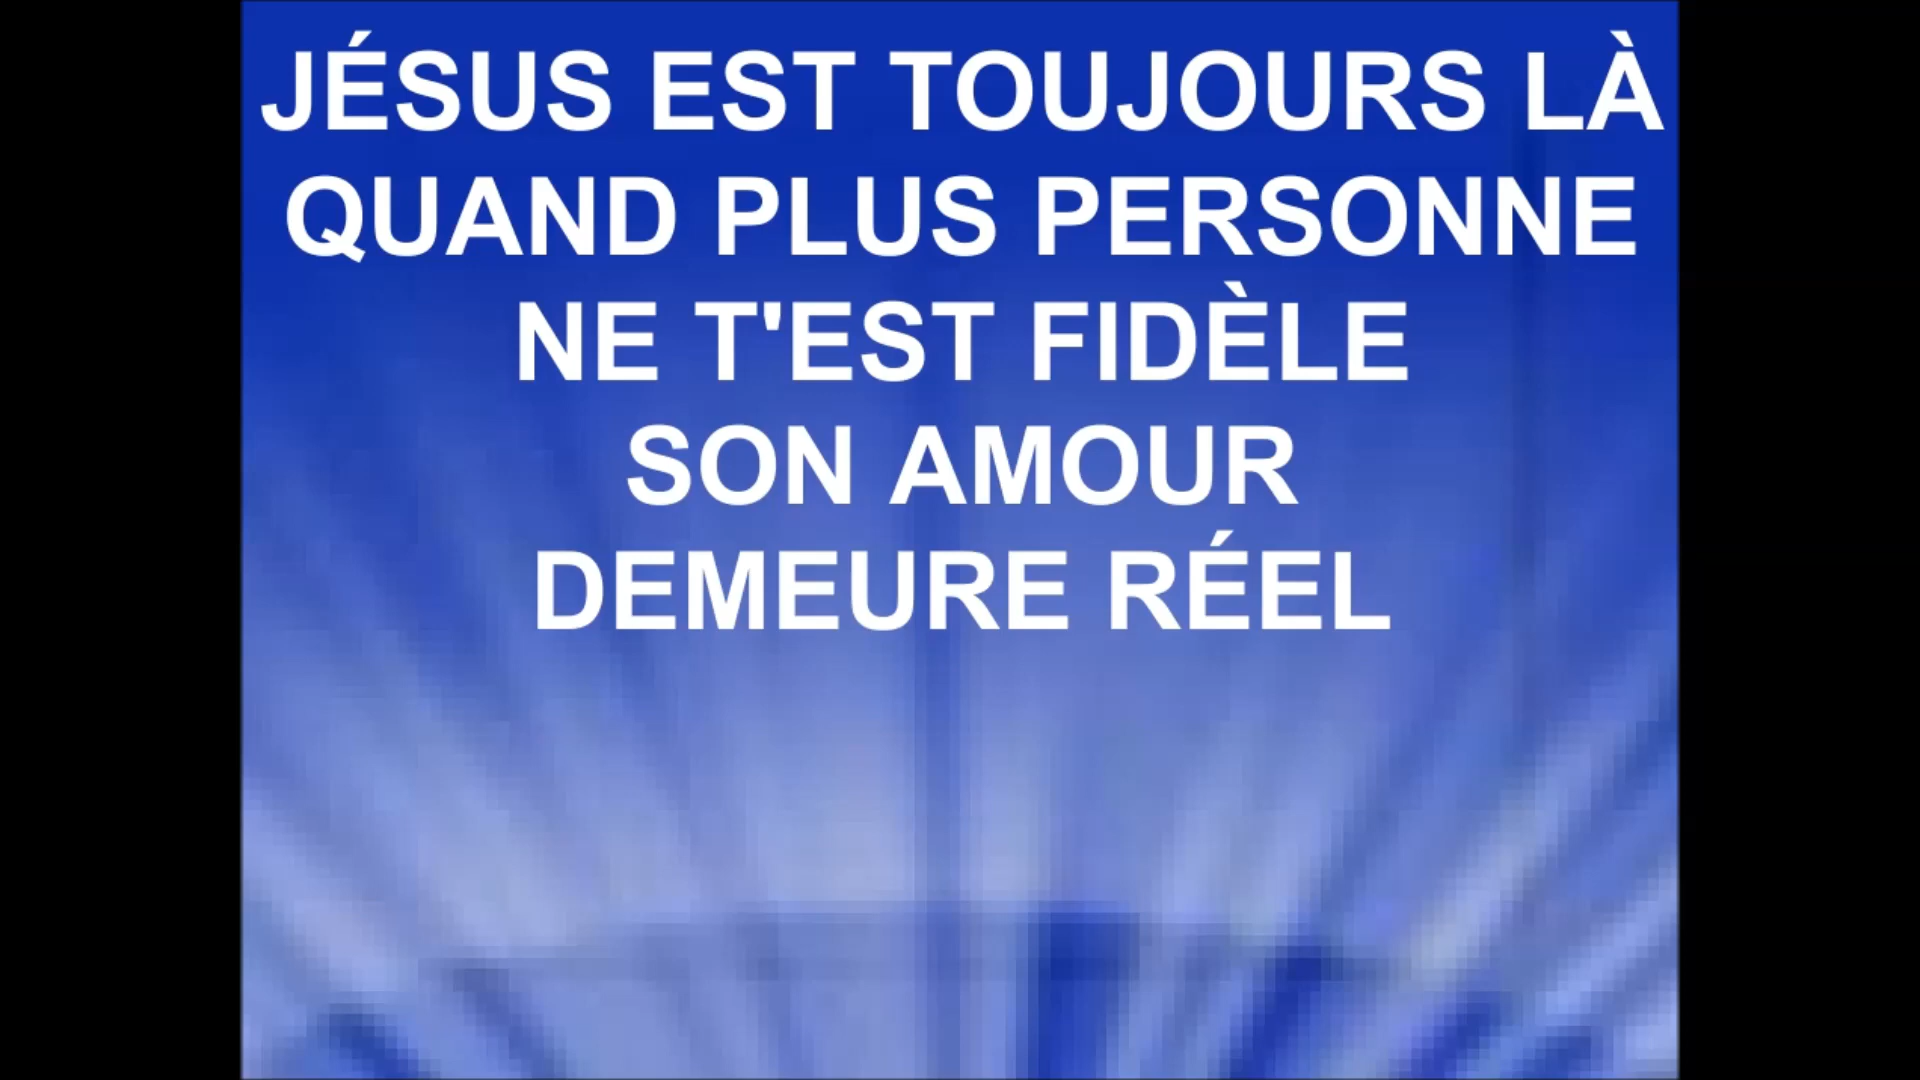 JÉSUS EST TOUJOURS LÀ
QUAND PLUS PERSONNE
NE T'EST FIDÈLE
SON AMOUR
DEMEURE RÉEL